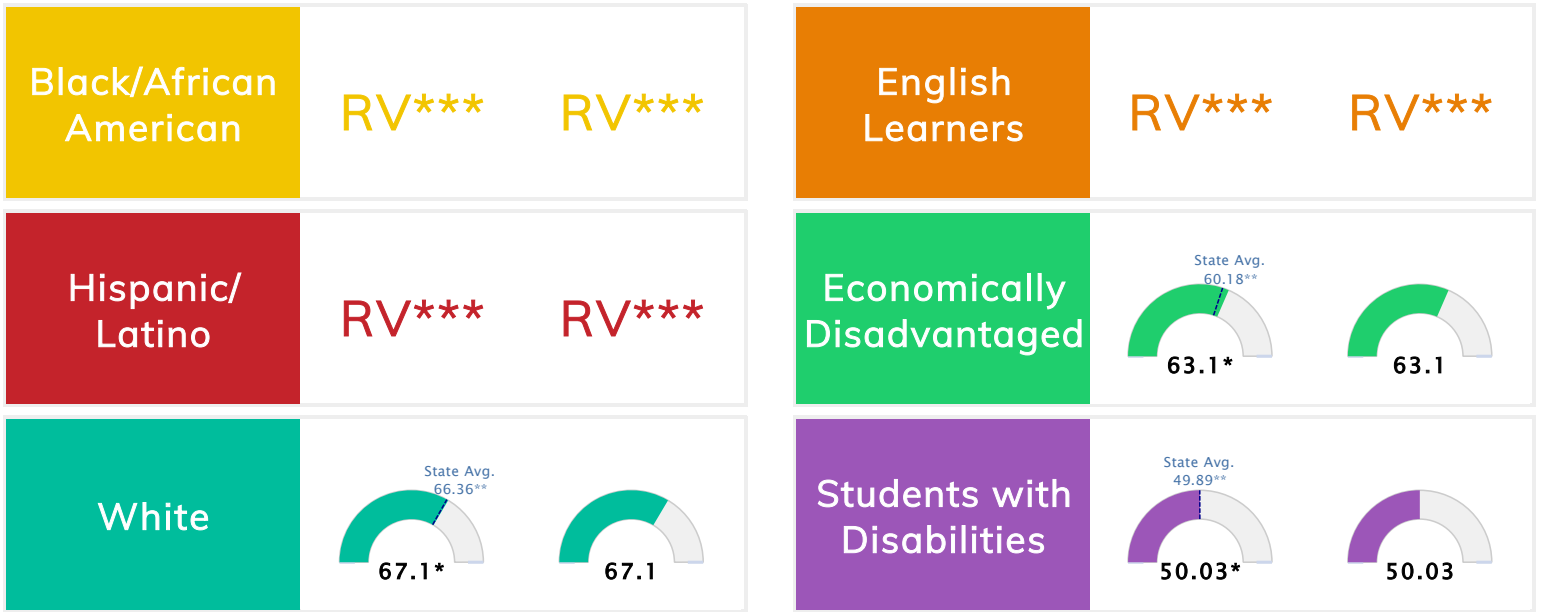 Black/African
American
RV*** RV***
English
Learners
RV*** RV***
Hispanic/
Latino
RV*** RV***
Economically
Disadvantaged
State Avg.
60.18**
63.1* 63.1
White
State Avg.
66.36**
67.1* 67.1
Students with
Disabilities
State Avg.
49.89**
50.03* 50.03